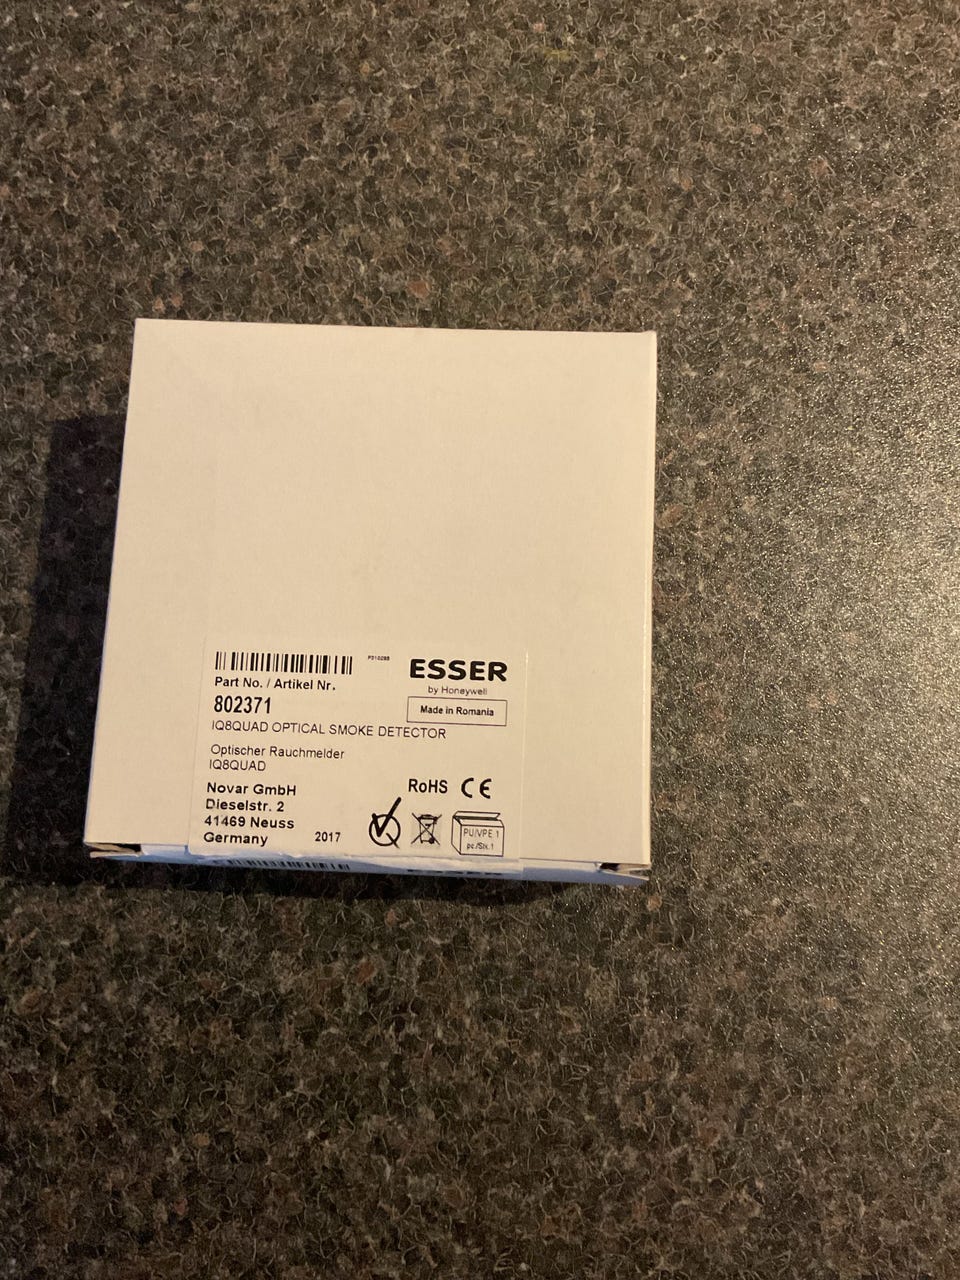 Part No. / Artikel Nr.
802371
IQ8QUAD OPTICAL SMOKE DETECTOR
Optischer Rauchmelder
IQ8QUAD
Novar GmbH
Dieselstr. 2
41469 Neuss
Germany
2017
ESSER
by Honeywell
Made in Romania
RoHS CE
PU/VPE 1
pc./Stk.1
ESSER